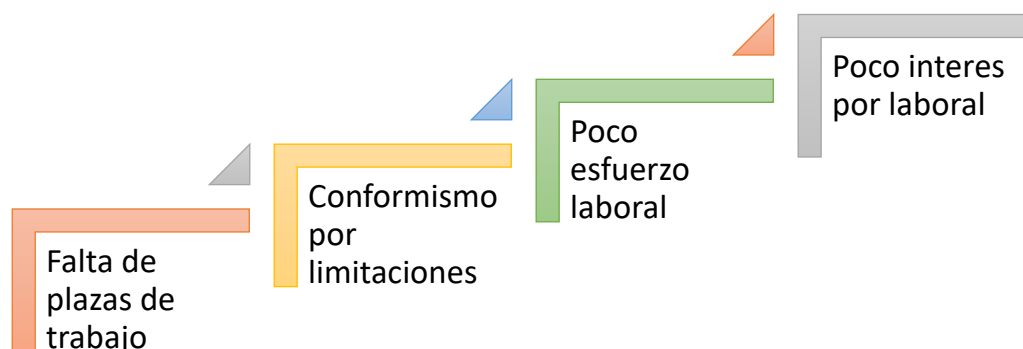 Falta de
plazas de
trabajo
Conformismo
por
limitaciones
Poco
esfuerzo
laboral
Poco interes
por laboral